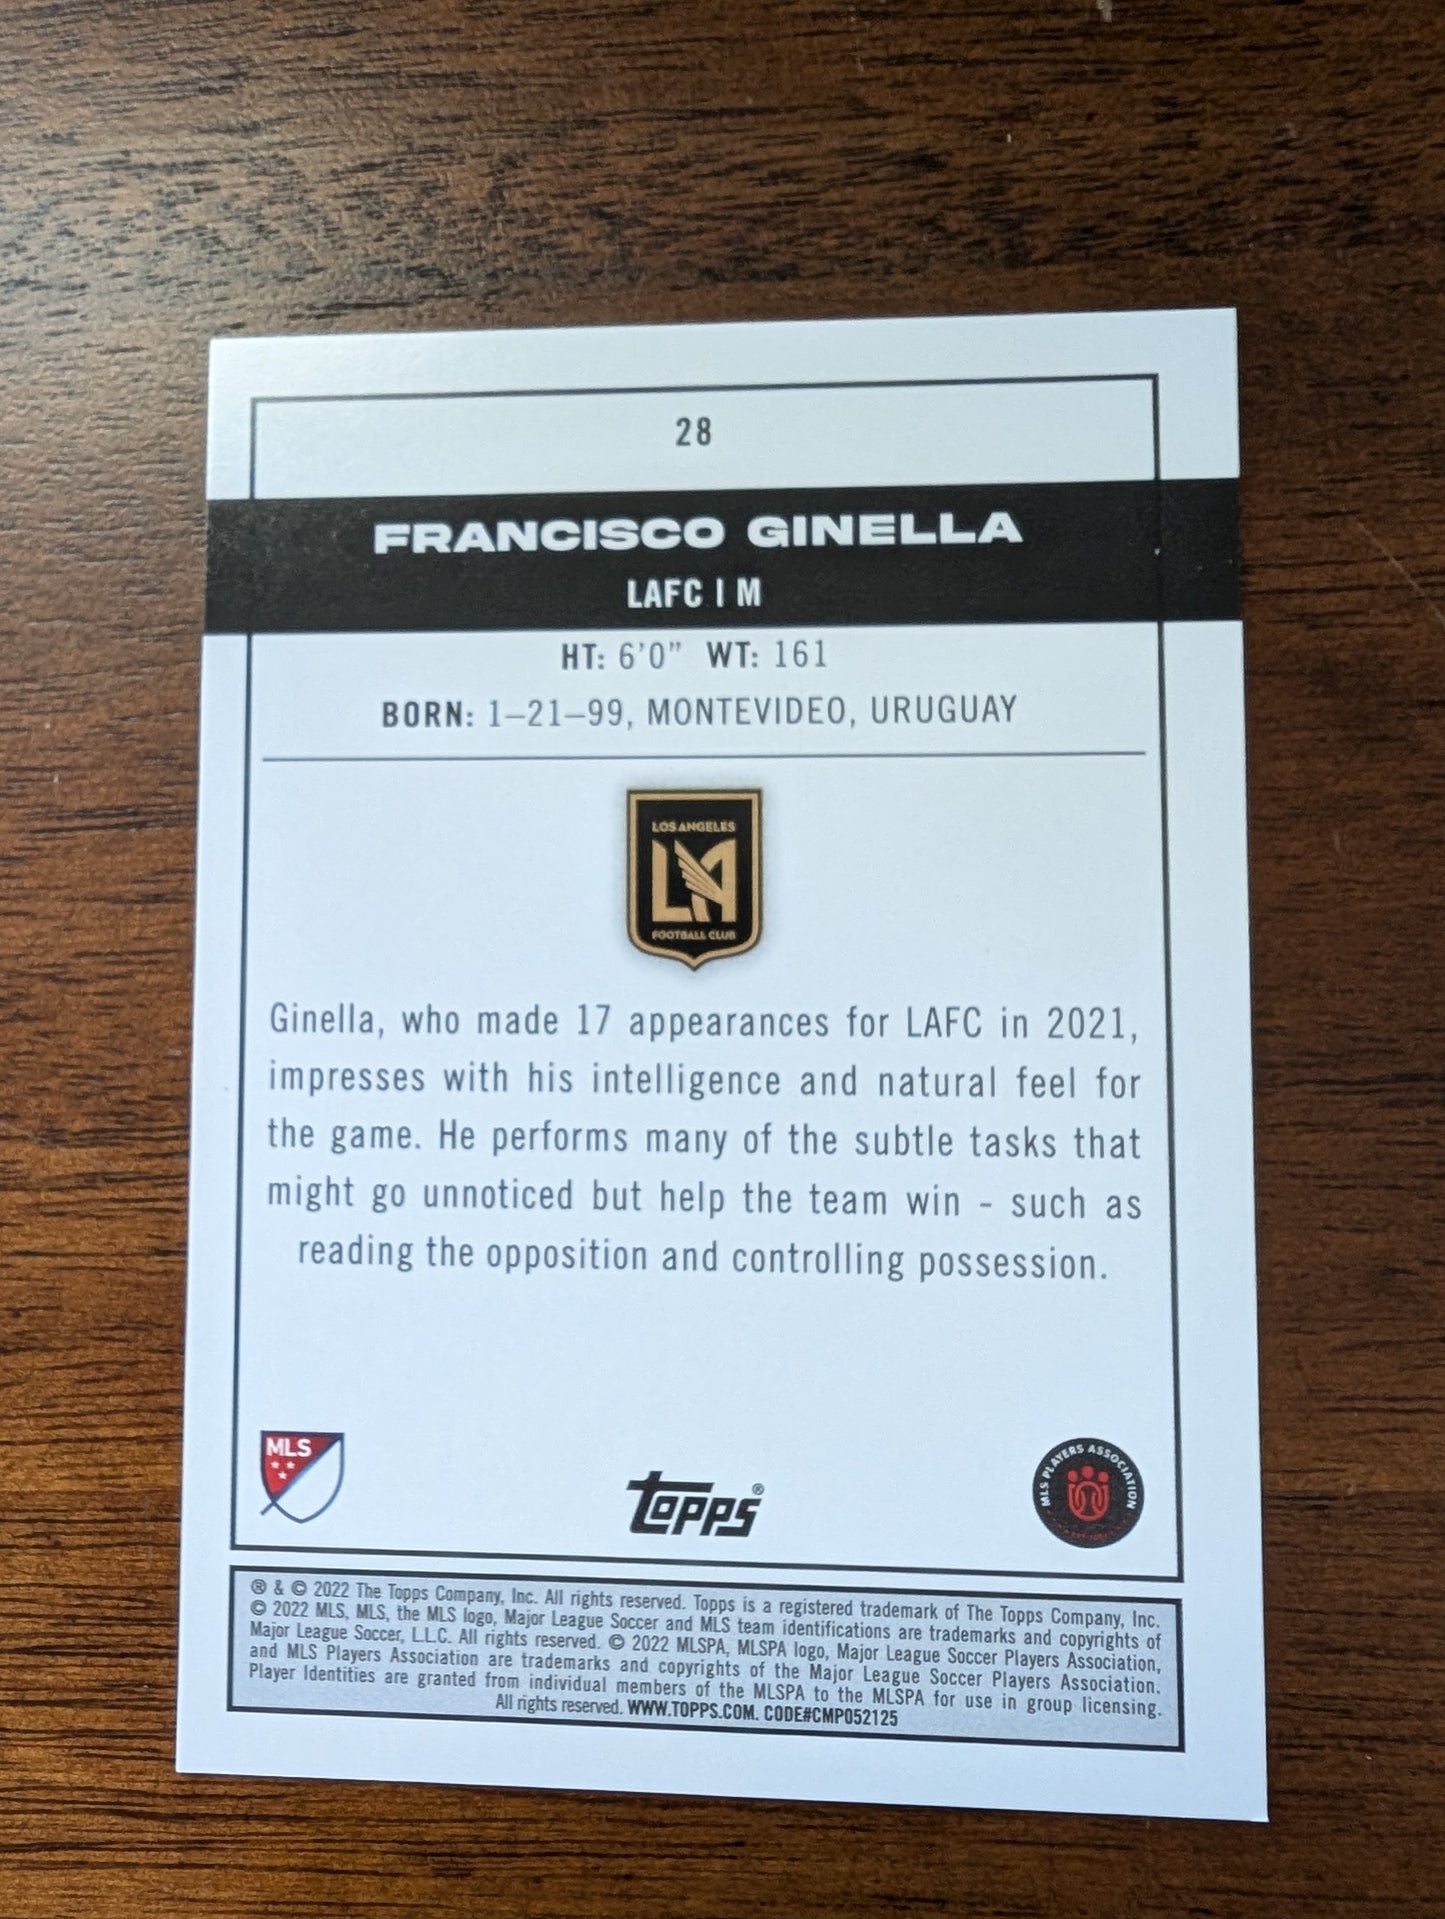 28
FRANCISCO GINELLA
LAFC | M
HT: 6'0" WT: 161
BORN: 1–21–99, MONTEVIDEO, URUGUAY
LOS ANGELES
LA
FOOTBALL CLUB
Ginella, who made 17 appearances for LAFC in 2021,
impresses with his intelligence and natural feel for
the game. He performs many of the subtle tasks that
might go unnoticed but help the team win - such as
reading the opposition and controlling possession.
MLS
topps®
MLS PLAYERS ASSOCIATION
® & © 2022 The Topps Company, Inc. All rights reserved. Topps is a registered trademark of The Topps Company, Inc.
© 2022 MLS, MLS, the MLS logo, Major League Soccer and MLS team identifications are trademarks and copyrights of
Major League Soccer, L.L.C. All rights reserved. © 2022 MLSPA, MLSPA logo, Major League Soccer Players Association,
and MLS Players Association are trademarks and copyrights of the Major League Soccer Players Association.
Player Identities are granted from individual members of the MLSPA to the MLSPA for use in group licensing.
All rights reserved. WWW.TOPPS.COM. CODE#CMP052125